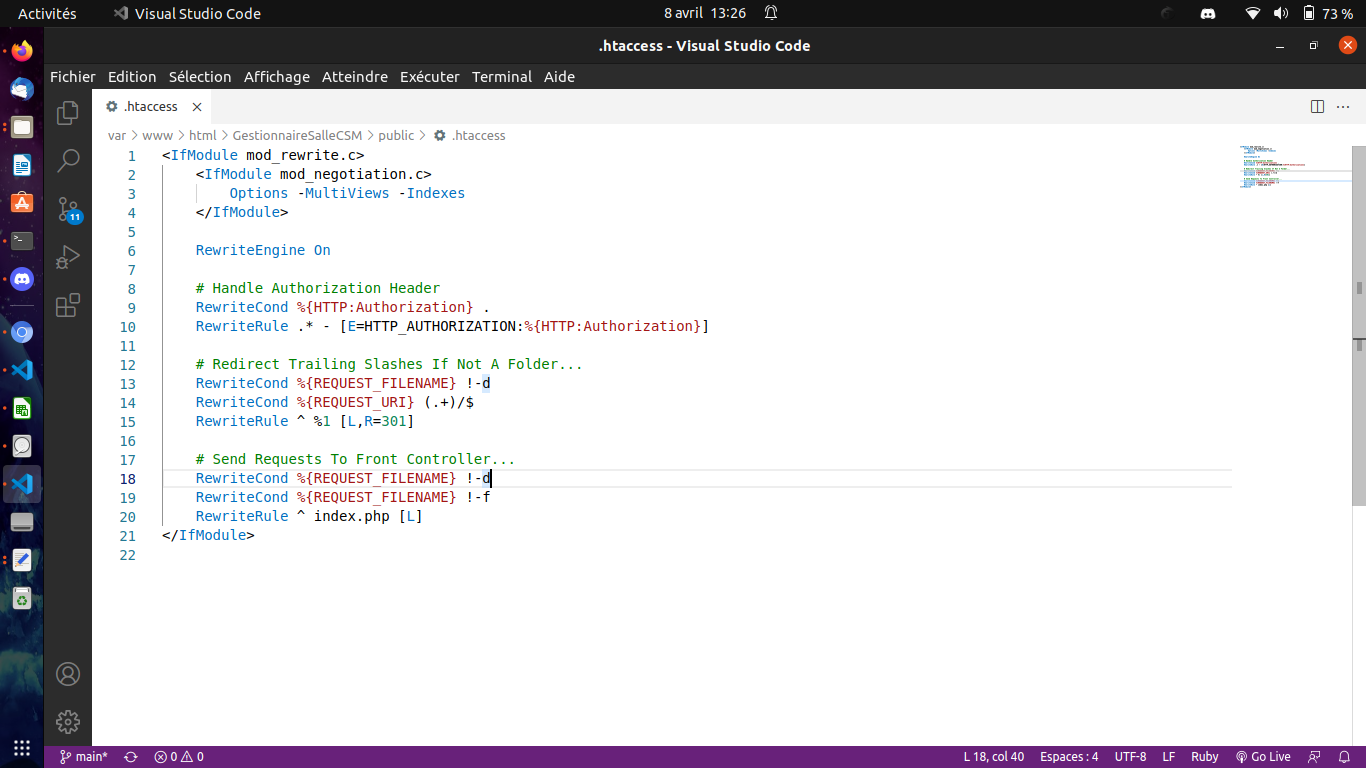 Activités Visual Studio Code 8 avril 13:26 73 %
.htaccess - Visual Studio Code
Fichier Edition Sélection Affichage Atteindre Exécuter Terminal Aide
.htaccess
var > www > html > GestionnaireSalleCSM > public > .htaccess
1 <IfModule mod_rewrite.c>
2 <IfModule mod_negotiation.c>
3 Options -MultiViews -Indexes
4 </IfModule>
5
6 RewriteEngine On
7
8 # Handle Authorization Header
9 RewriteCond %{HTTP:Authorization} .
10 RewriteRule .* - [E=HTTP_AUTHORIZATION:%{HTTP:Authorization}]
11
12 # Redirect Trailing Slashes If Not A Folder...
13 RewriteCond %{REQUEST_FILENAME} !-d
14 RewriteCond %{REQUEST_URI} (.+)/$
15 RewriteRule ^ %1 [L,R=301]
16
17 # Send Requests To Front Controller...
18 RewriteCond %{REQUEST_FILENAME} !-d
19 RewriteCond %{REQUEST_FILENAME} !-f
20 RewriteRule ^ index.php [L]
21 </IfModule>
22
11
main* 0 0 L 18, col 40 Espaces : 4 UTF-8 LF Ruby Go Live